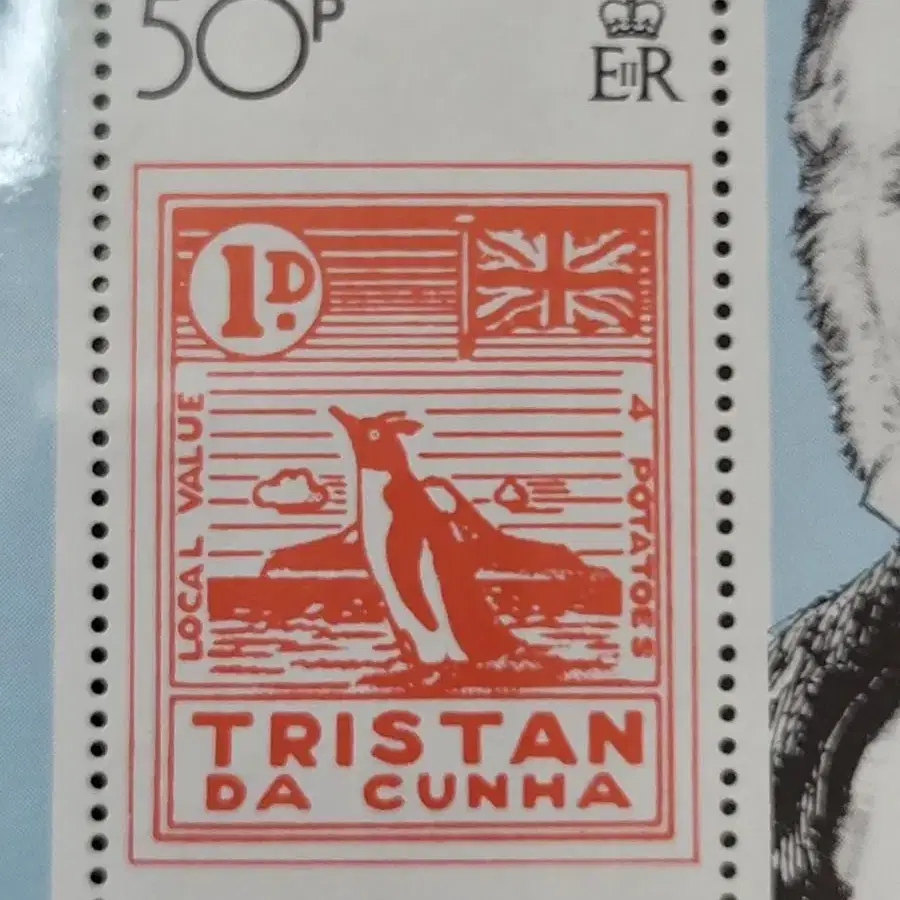 50P
EIIR
1D.
LOCAL VALUE
4 POTATOES
TRISTAN
DA CUNHA